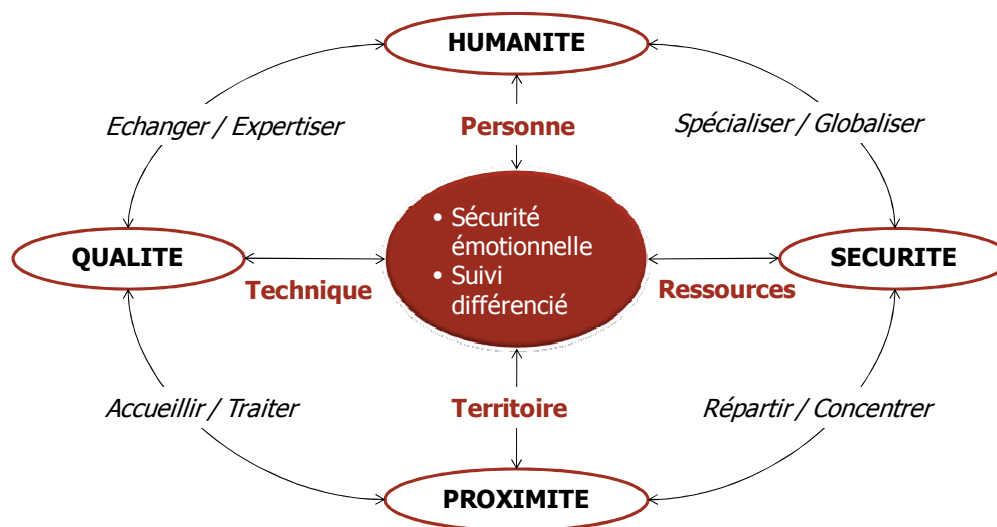 HUMANITE
Echanger / Expertiser
Personne
Spécialiser / Globaliser
• Sécurité
émotionnelle
• Suivi
différencié
QUALITE
Technique
Ressources
SECURITE
Accueillir / Traiter
Territoire
Répartir / Concentrer
PROXIMITE